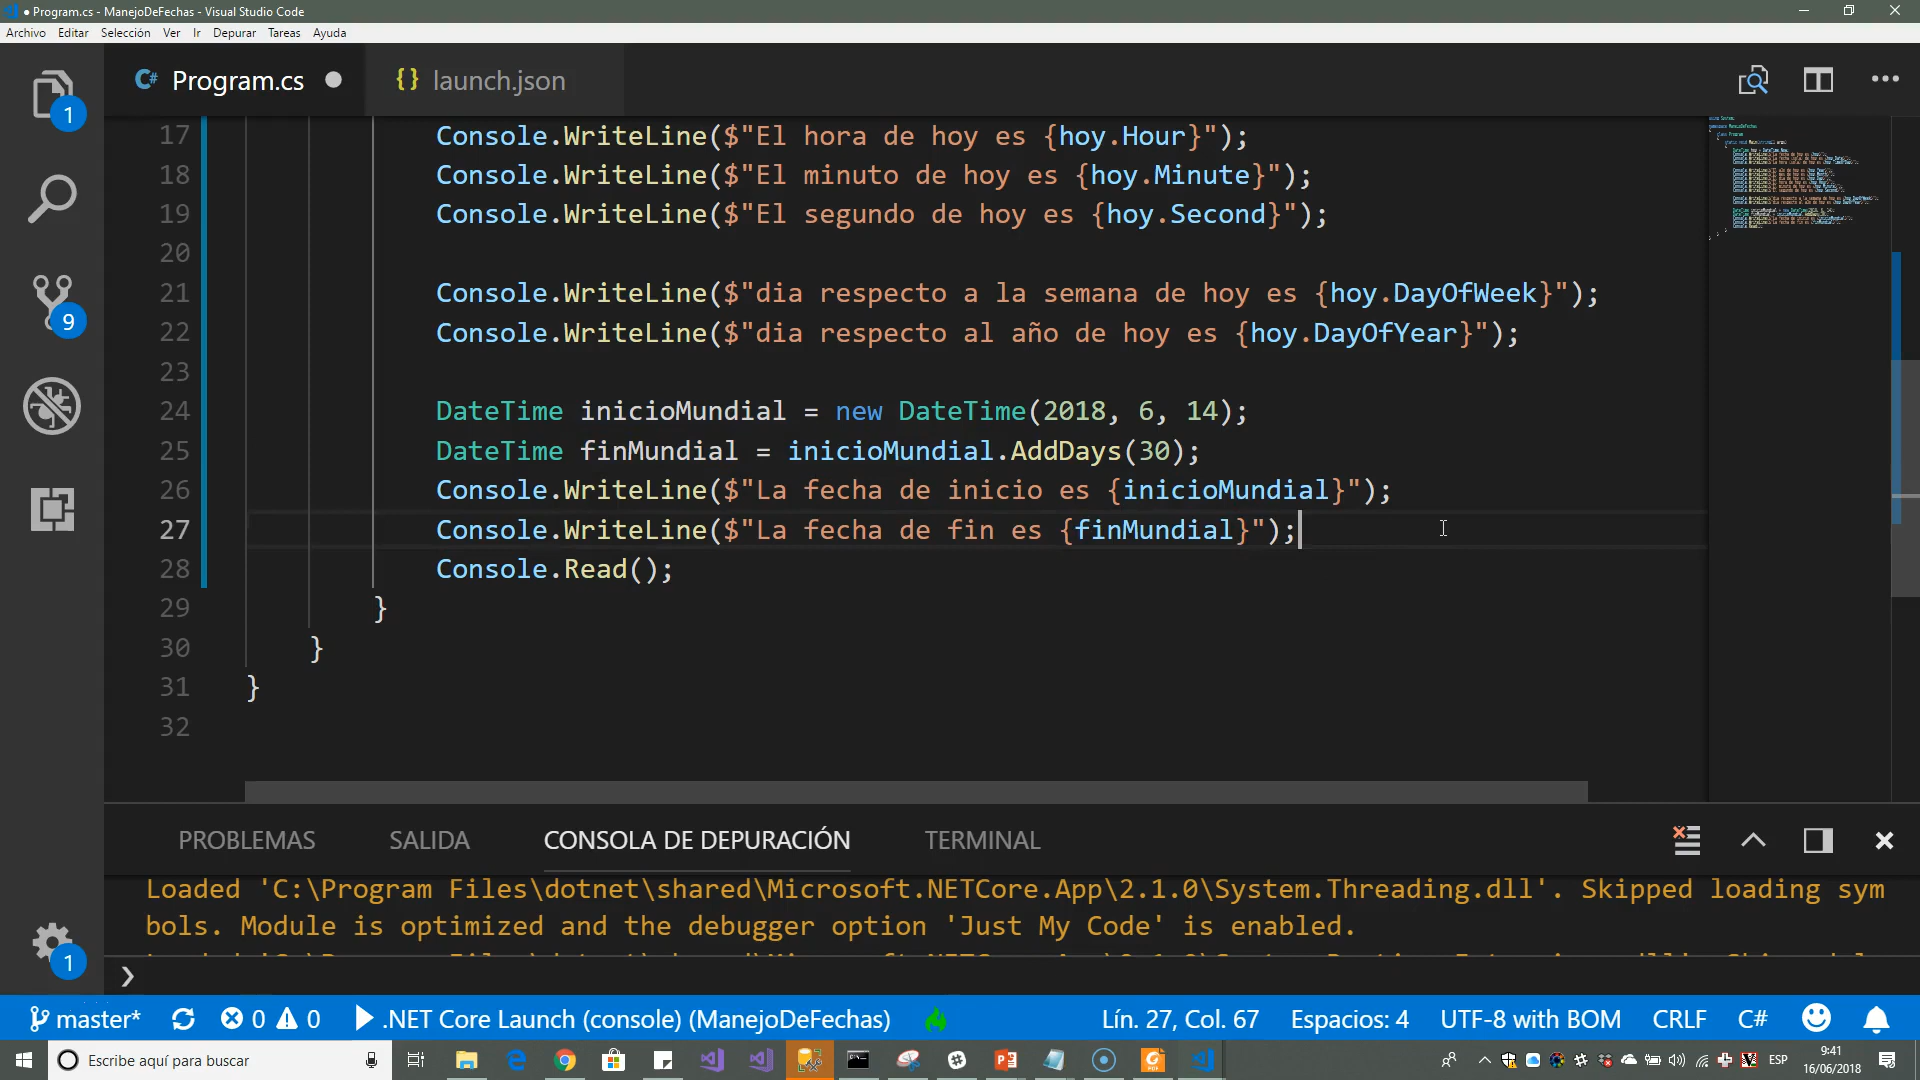 Program.cs - ManejoDeFechas - Visual Studio Code
Archivo Editar Selección Ver Ir Depurar Tareas Ayuda
C# Program.cs {} launch.json
17 Console.WriteLine($"El hora de hoy es {hoy.Hour}");
18 Console.WriteLine($"El minuto de hoy es {hoy.Minute}");
19 Console.WriteLine($"El segundo de hoy es {hoy.Second}");
20
21 Console.WriteLine($"dia respecto a la semana de hoy es {hoy.DayOfWeek}");
22 Console.WriteLine($"dia respecto al año de hoy es {hoy.DayOfYear}");
23
24 DateTime inicioMundial = new DateTime(2018, 6, 14);
25 DateTime finMundial = inicioMundial.AddDays(30);
26 Console.WriteLine($"La fecha de inicio es {inicioMundial}");
27 Console.WriteLine($"La fecha de fin es {finMundial}");
28 Console.Read();
29 }
30 }
31 }
32
1
9
1
PROBLEMAS SALIDA CONSOLA DE DEPURACIÓN TERMINAL
Loaded 'C:\Program Files\dotnet\shared\Microsoft.NETCore.App\2.1.0\System.Threading.dll'. Skipped loading sym
bols. Module is optimized and the debugger option 'Just My Code' is enabled.
master* 0 0 .NET Core Launch (console) (ManejoDeFechas) Lín. 27, Col. 67 Espacios: 4 UTF-8 with BOM CRLF C#
Escribe aquí para buscar
ESP
9:41
16/06/2018